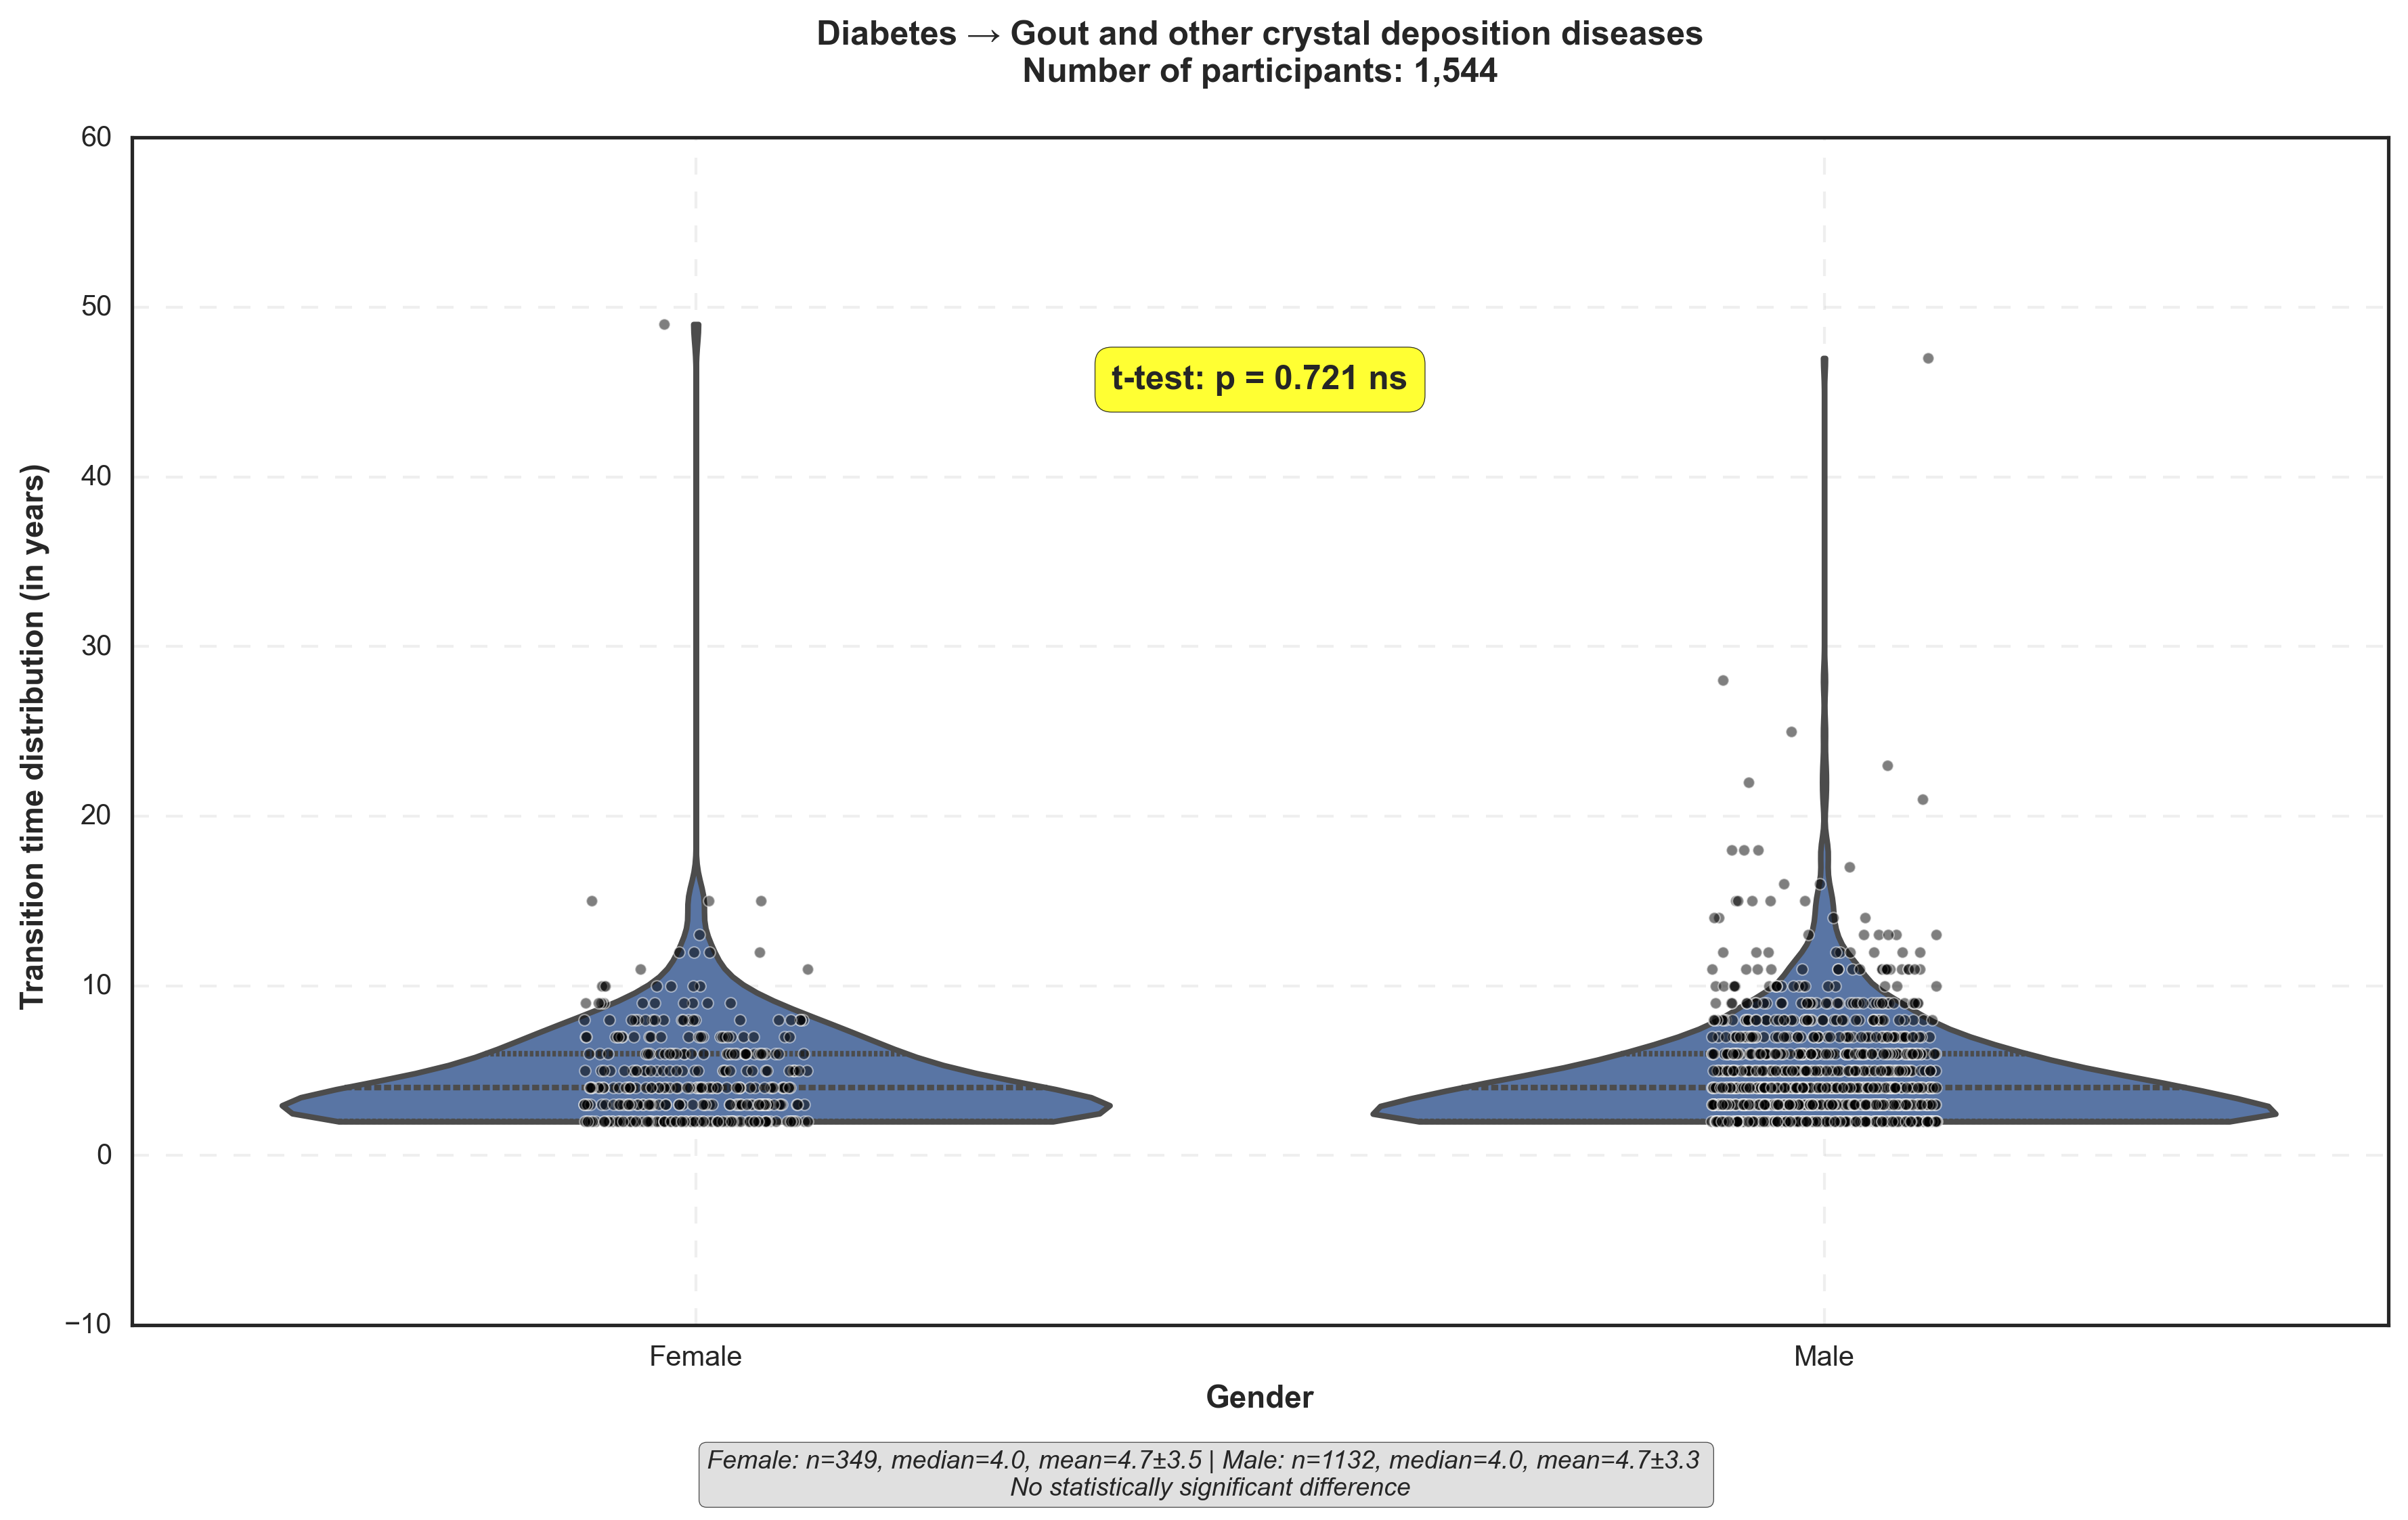 Diabetes → Gout and other crystal deposition diseases
Number of participants: 1,544
60
50
40
30
20
10
0
−10
Transition time distribution (in years)
t-test: p = 0.721 ns
Female
Male
Gender
Female: n=349, median=4.0, mean=4.7±3.5 | Male: n=1132, median=4.0, mean=4.7±3.3
No statistically significant difference